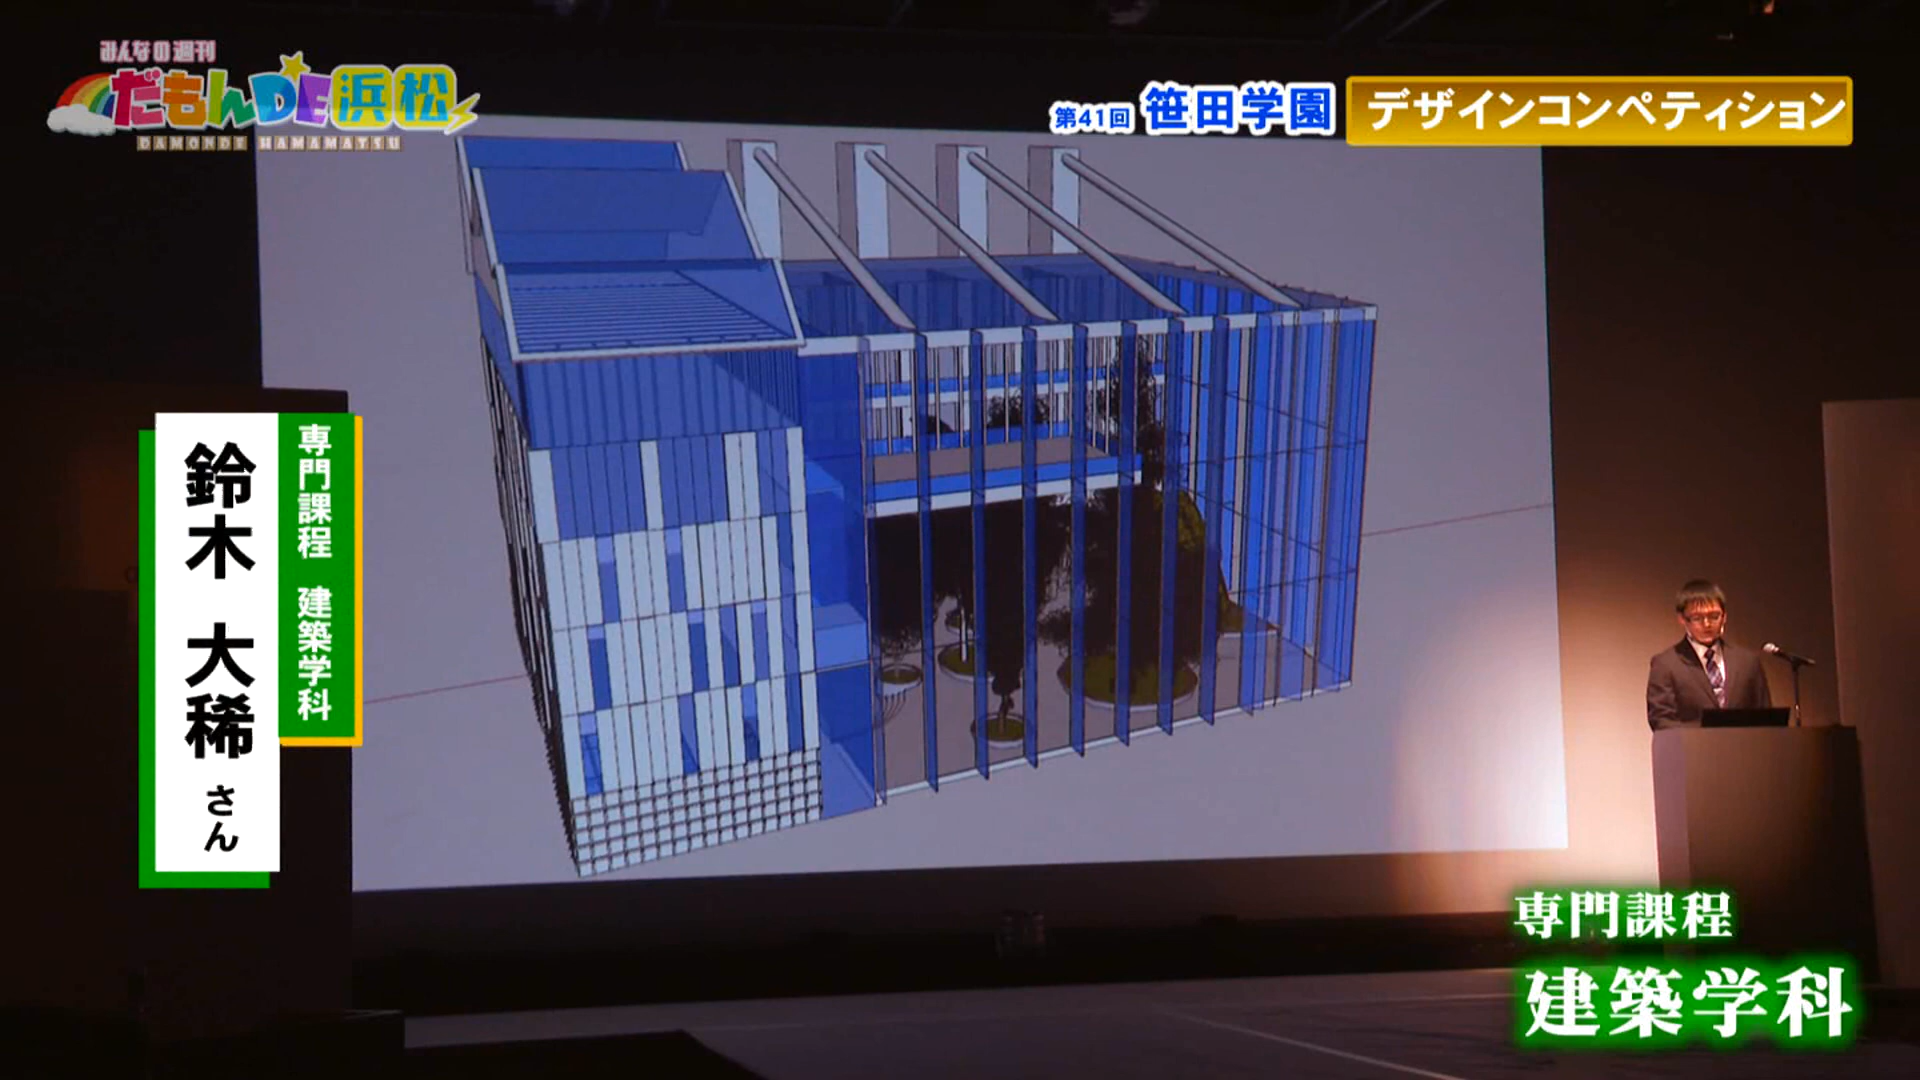 みんなの週刊
だもんDE浜松
DAMONDE HAMAMATSU
第41回 笹田学園 デザインコンペティション
専門課程 建築学科
鈴木 大稀 さん
専門課程
建築学科